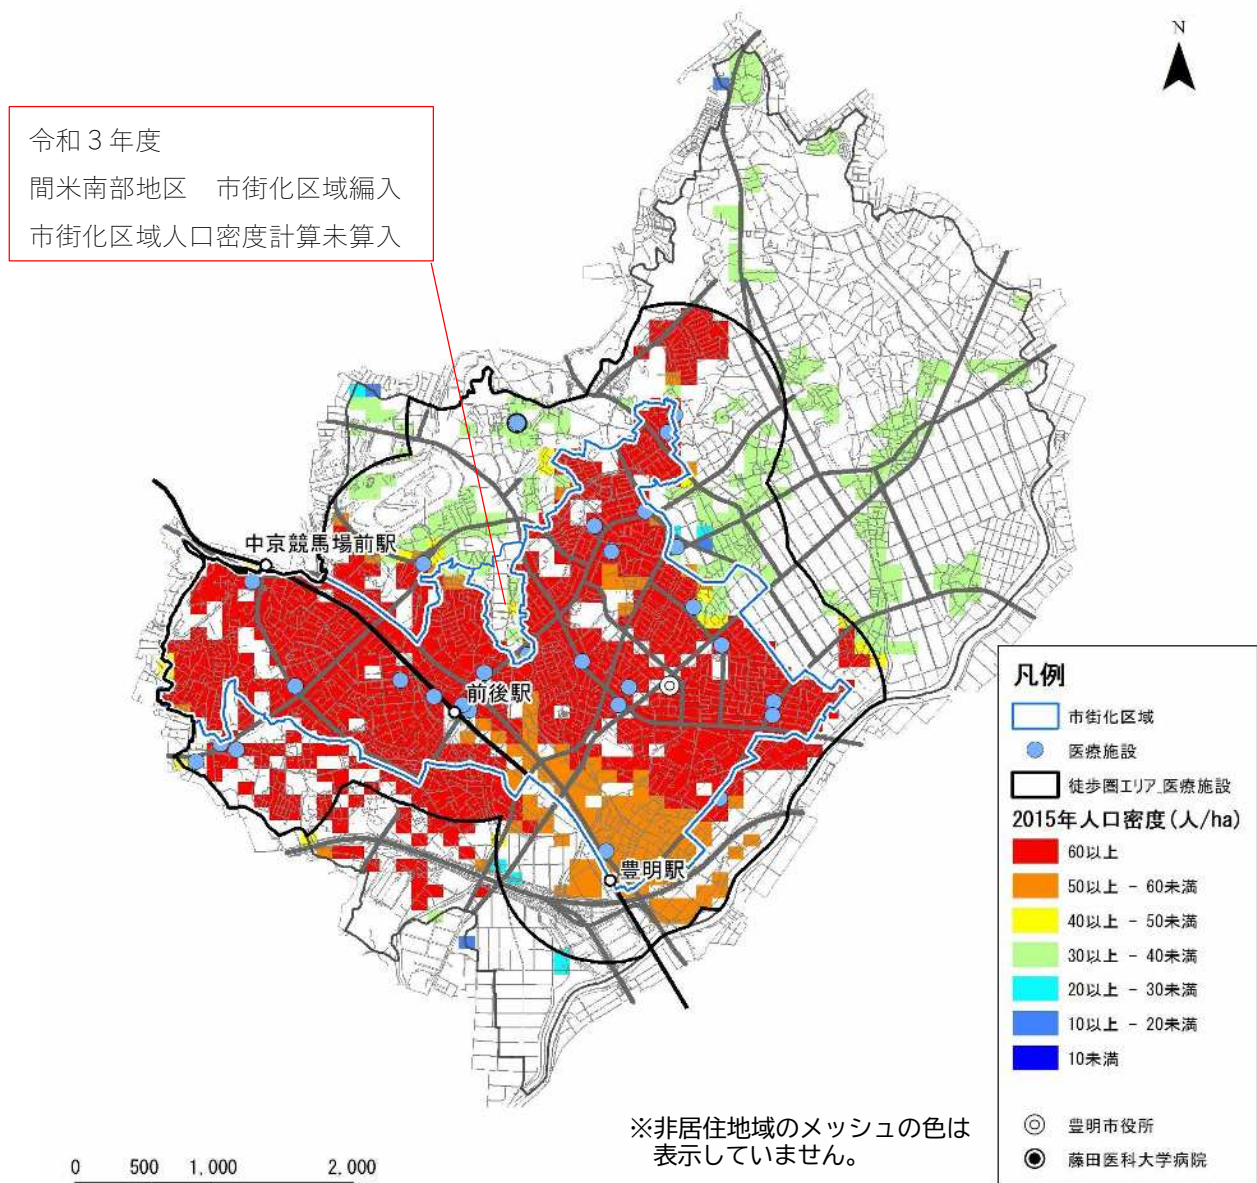 N
令和３年度
間米南部地区　市街化区域編入
市街化区域人口密度計算未算入
中京競馬場前駅
前後駅
豊明駅
凡例
市街化区域
医療施設
徒歩圏エリア_医療施設
2015年人口密度(人/ha)
60以上
50以上 - 60未満
40以上 - 50未満
30以上 - 40未満
20以上 - 30未満
10以上 - 20未満
10未満
豊明市役所
藤田医科大学病院
※非居住地域のメッシュの色は
表示していません。
0 500 1,000 2,000